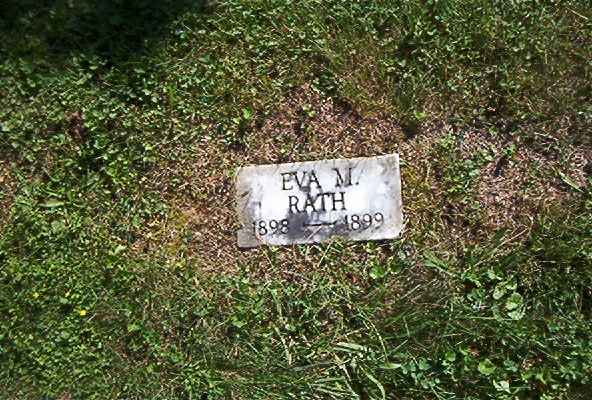 EVA M.
RATH
1898 — 1899